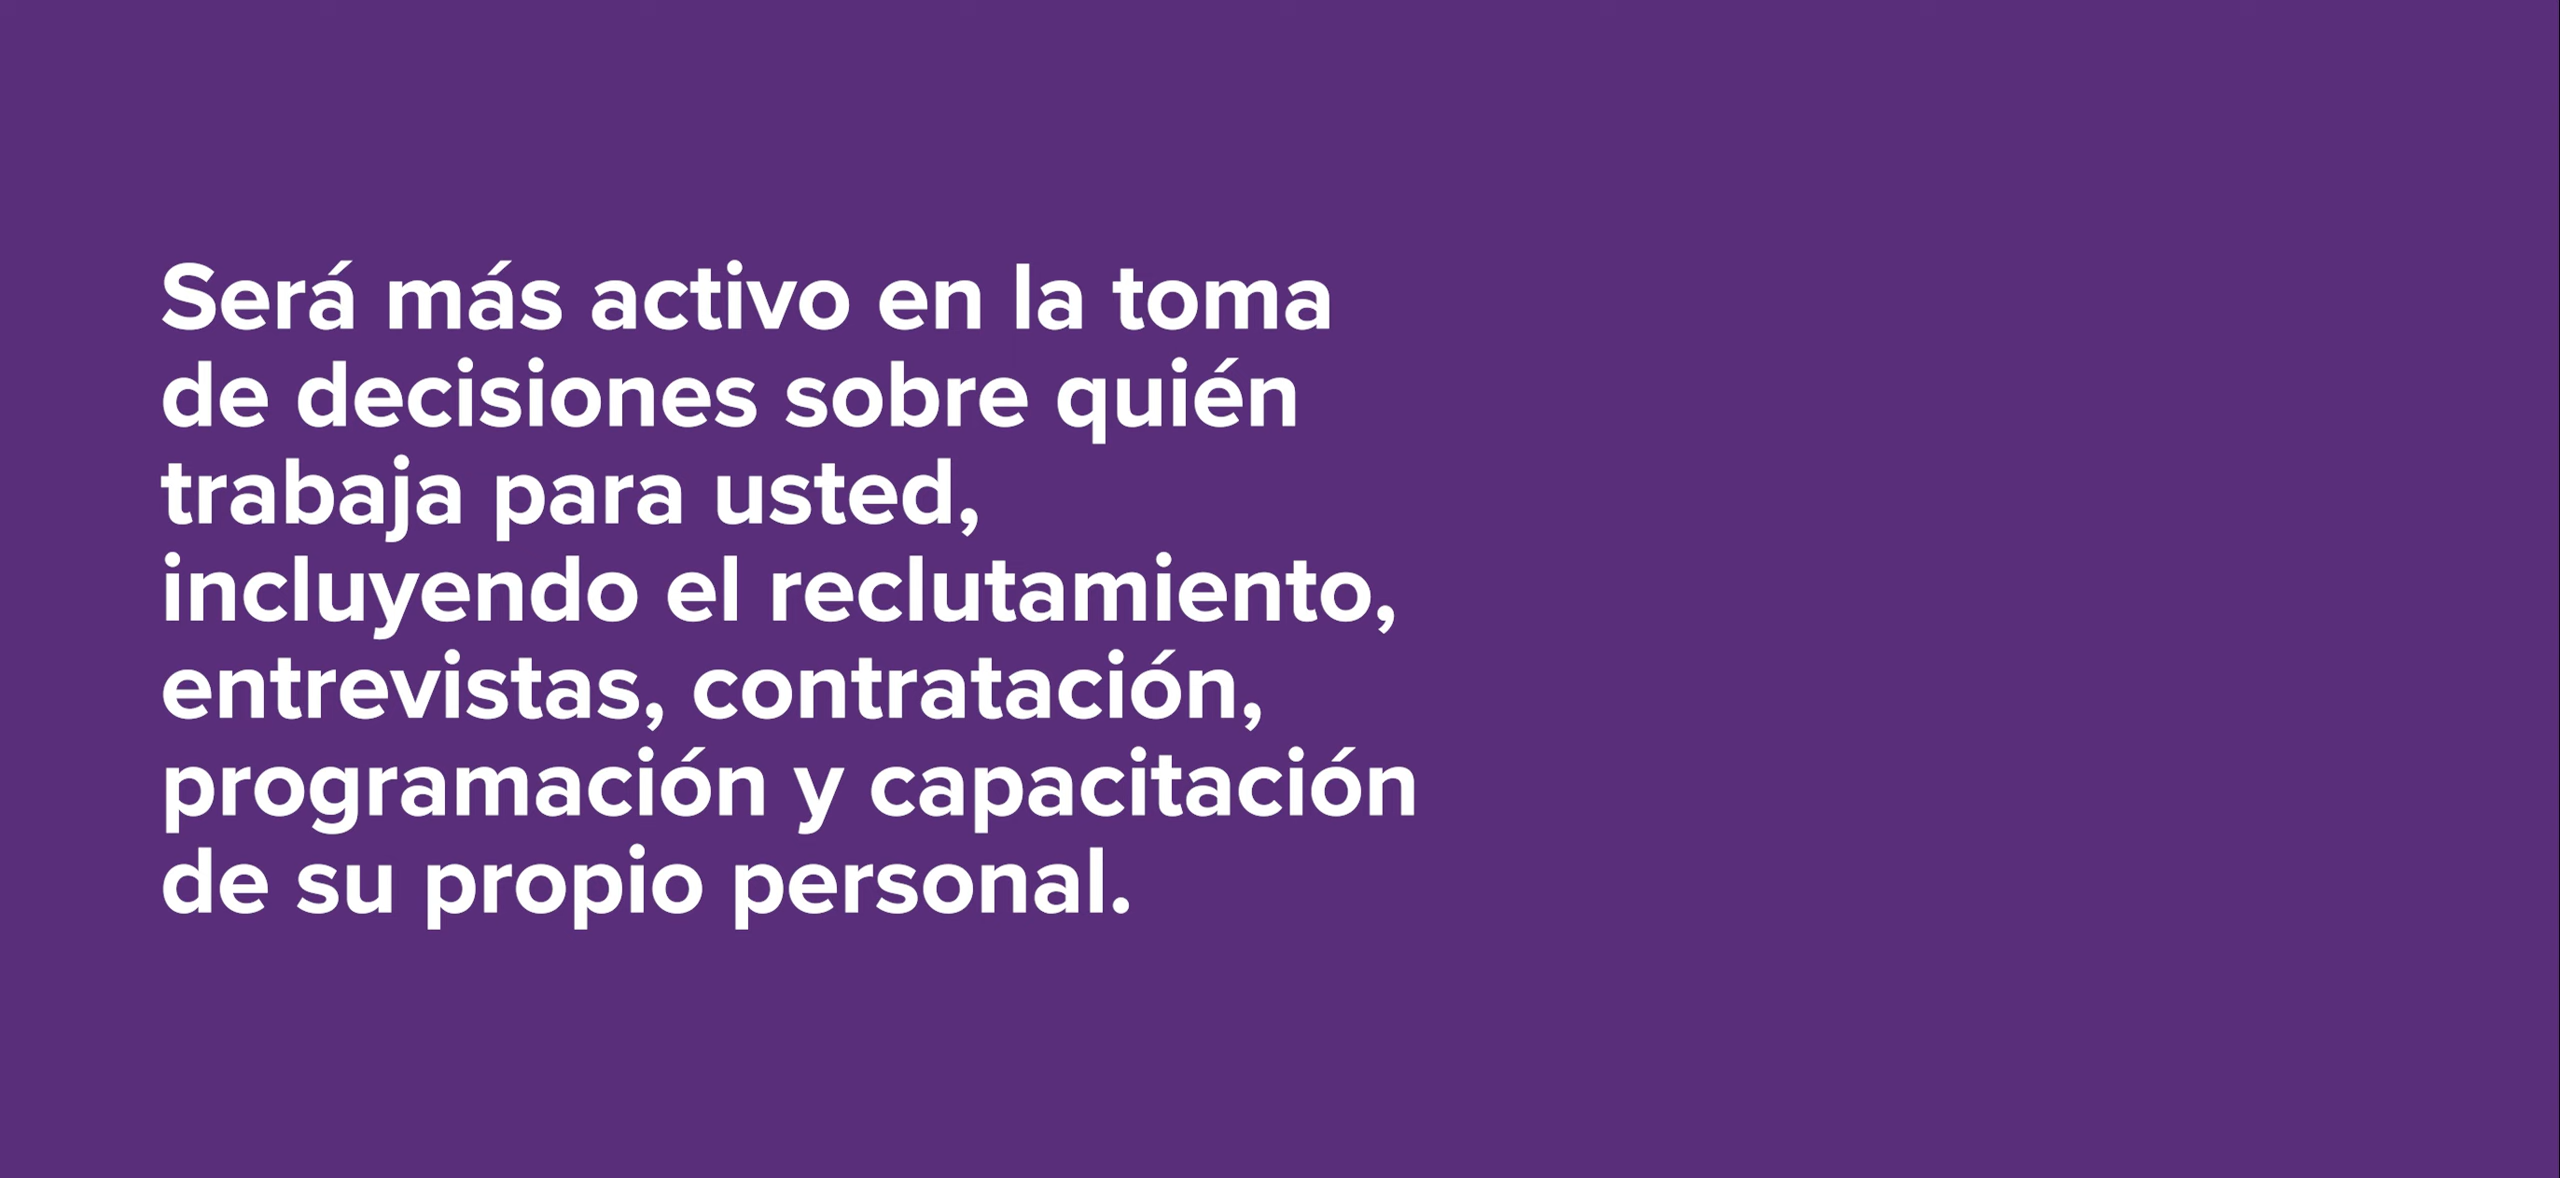 Será más activo en la toma
de decisiones sobre quién
trabaja para usted,
incluyendo el reclutamiento,
entrevistas, contratación,
programación y capacitación
de su propio personal.